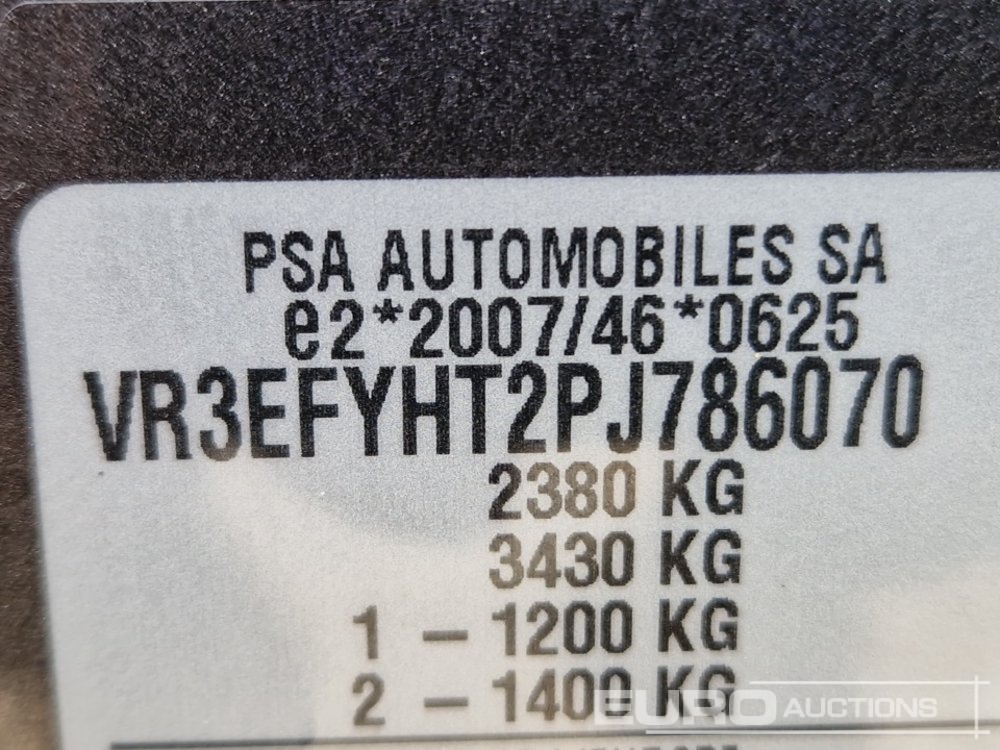 PSA AUTOMOBILES SA
e2*2007/46*0625
VR3EFYHT2PJ786070
2380 KG
3430 KG
1 - 1200 KG
2 - 1400 KG
EURO AUCTIONS